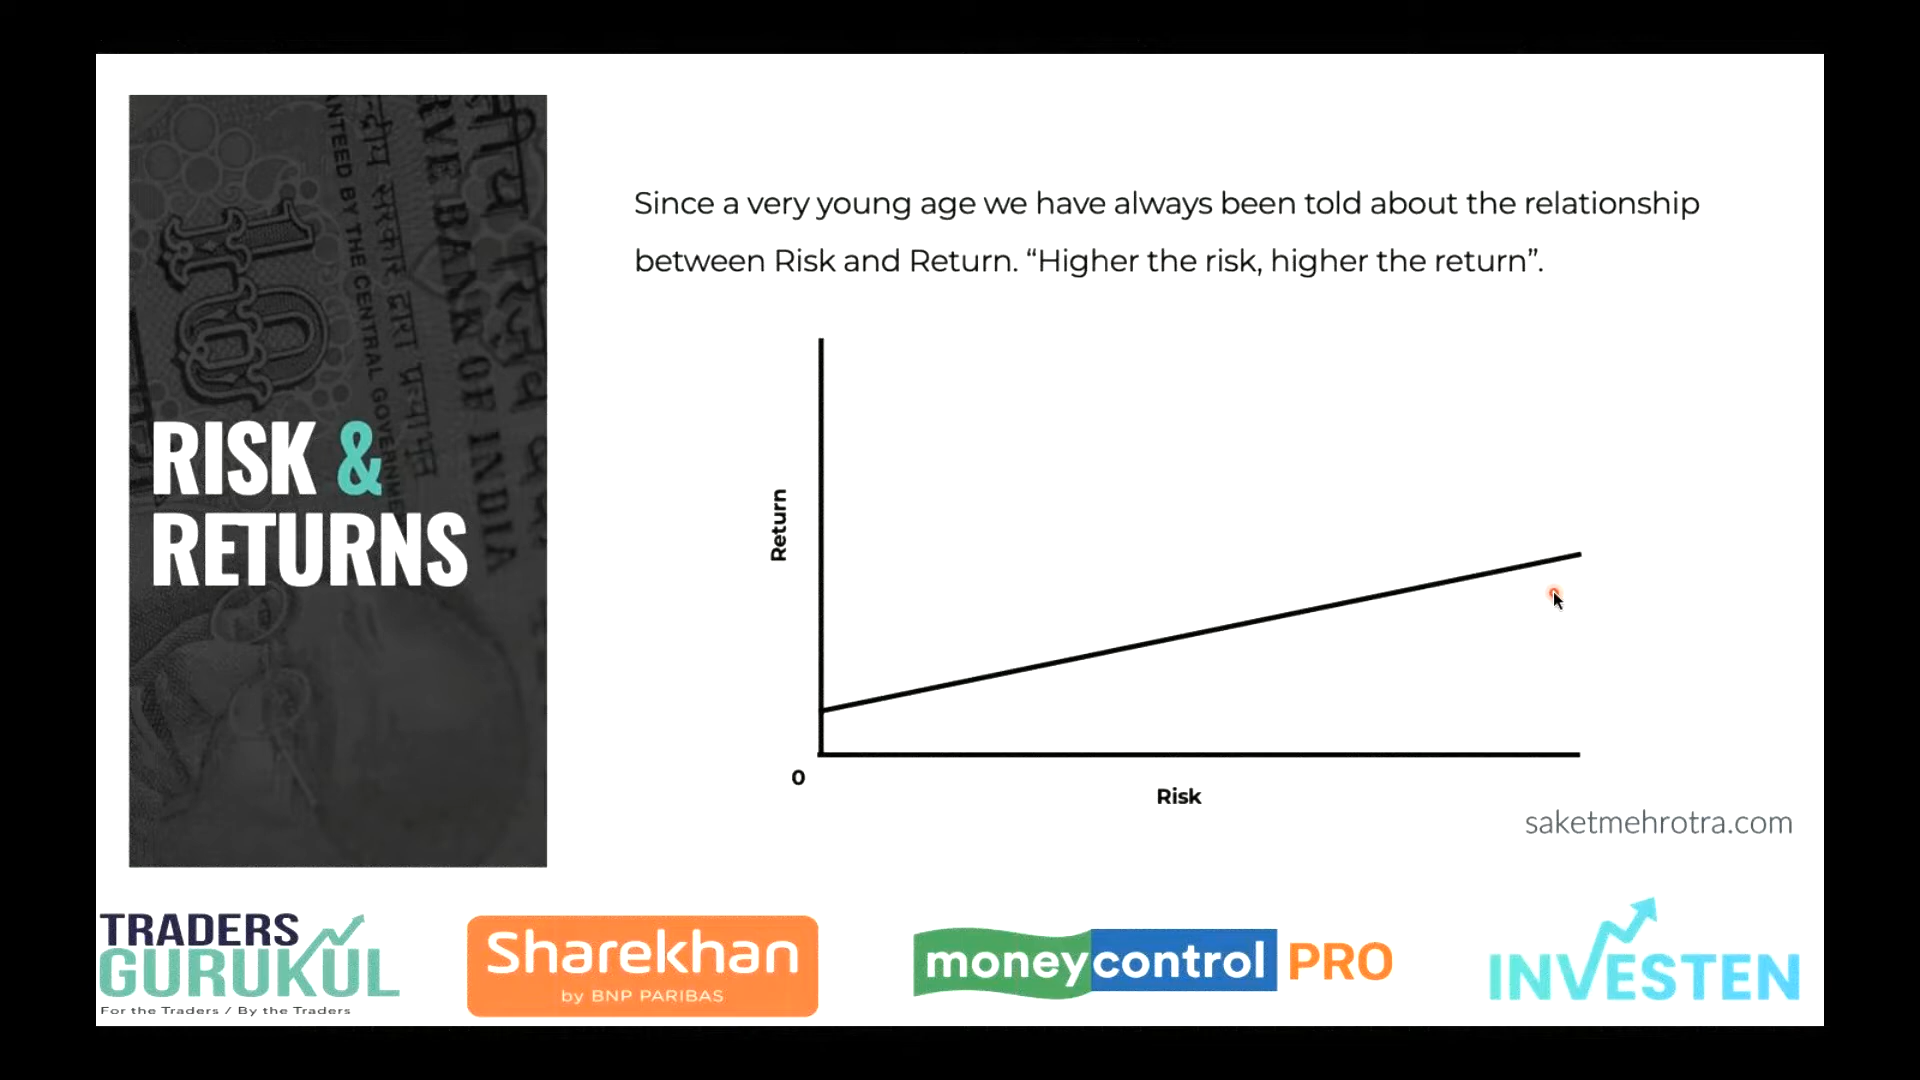 RISK &
RETURNS
Since a very young age we have always been told about the relationship
between Risk and Return. “Higher the risk, higher the return”.
Return
0
Risk
saketmehrotra.com
TRADERS
GURUKUL
For the Traders / By the Traders
Sharekhan
by BNP PARIBAS
moneycontrol PRO
INVESTEN